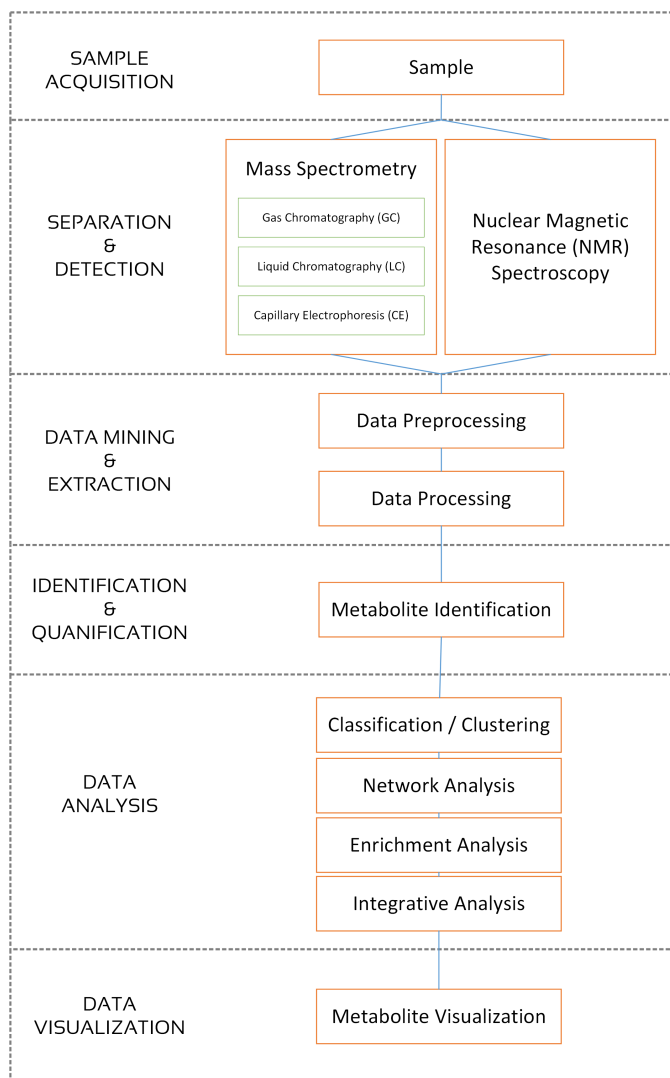 SAMPLE
ACQUISITION
Sample
SEPARATION
&
DETECTION
Mass Spectrometry
Gas Chromatography (GC)
Liquid Chromatography (LC)
Capillary Electrophoresis (CE)
Nuclear Magnetic
Resonance (NMR)
Spectroscopy
DATA MINING
&
EXTRACTION
Data Preprocessing
Data Processing
IDENTIFICATION
&
QUANIFICATION
Metabolite Identification
DATA
ANALYSIS
Classification / Clustering
Network Analysis
Enrichment Analysis
Integrative Analysis
DATA
VISUALIZATION
Metabolite Visualization